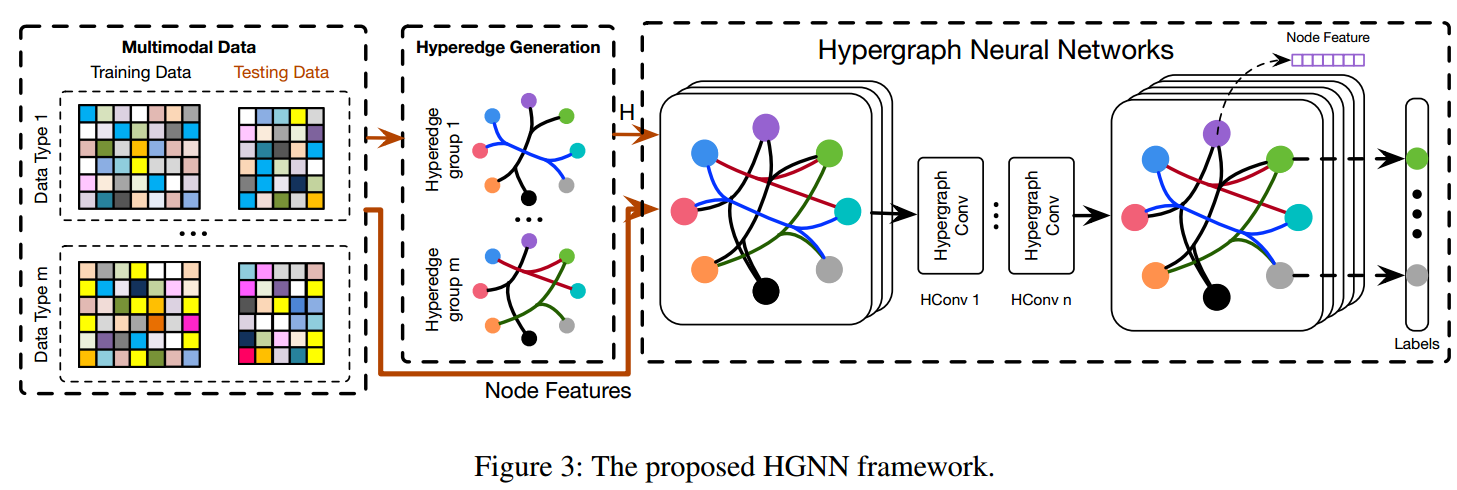 Multimodal Data
Training Data
Testing Data
Data Type 1
...
Data Type m
Hyperedge Generation
Hyperedge
group 1
...
Hyperedge
group m
Node Features
H
Hypergraph Neural Networks
Node Feature
Hypergraph
Conv
Hypergraph
Conv
HConv 1
HConv n
Labels
Figure 3: The proposed HGNN framework.